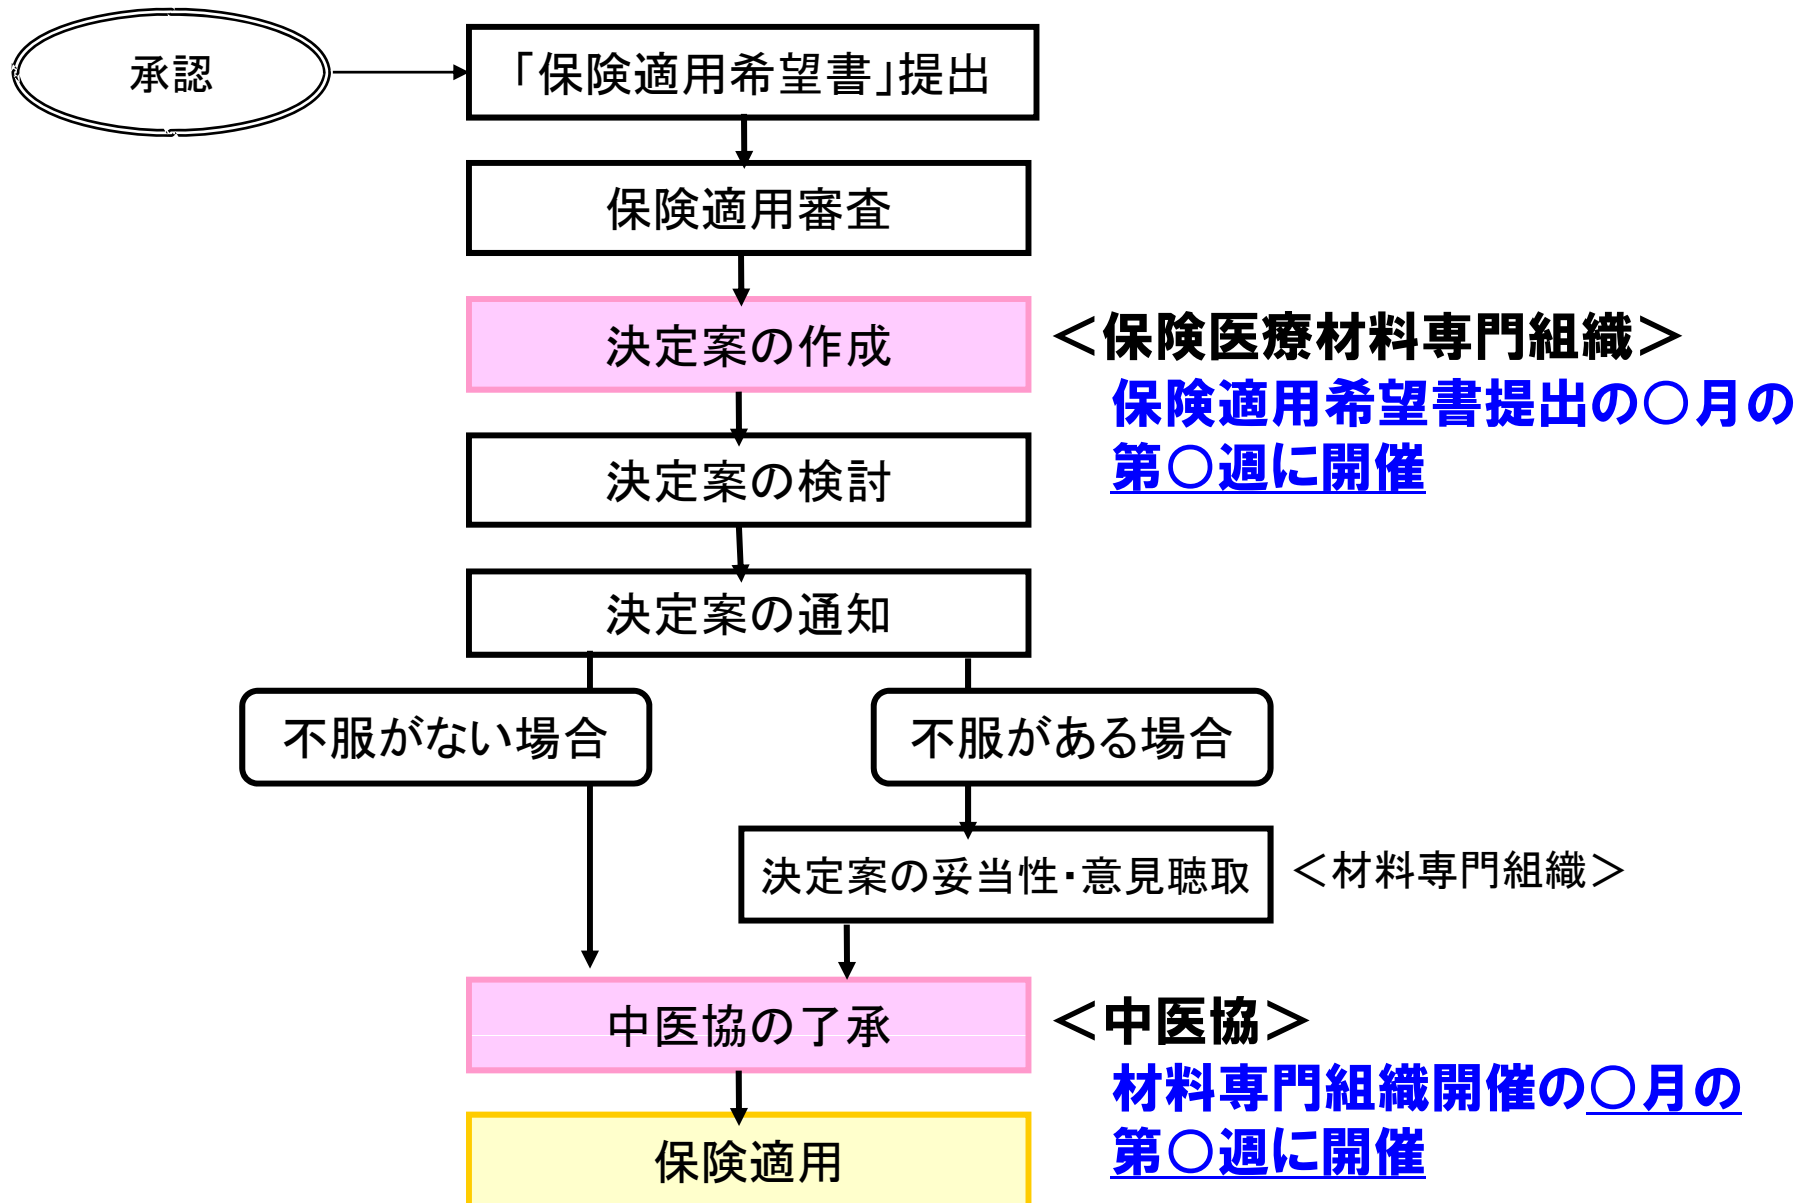 承認
「保険適用希望書」提出
保険適用審査
決定案の作成
＜保険医療材料専門組織＞
保険適用希望書提出の○月の
第○週に開催
決定案の検討
決定案の通知
不服がない場合
不服がある場合
決定案の妥当性・意見聴取
＜材料専門組織＞
中医協の了承
＜中医協＞
材料専門組織開催の○月の
第○週に開催
保険適用